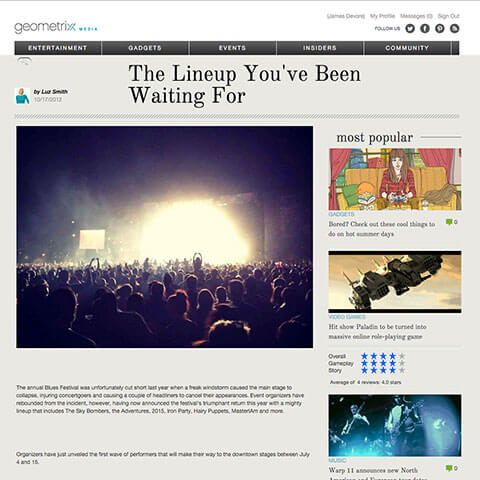 geometrixx MEDIA
[James Devore] My Profile Messages (0) Sign Out
FOLLOW US
ENTERTAINMENT GADGETS EVENTS INSIDERS COMMUNITY
The Lineup You've Been
Waiting For
by Luz Smith
10/17/2012
The annual Blues Festival was unfortunately cut short last year when a freak windstorm caused the main stage to
collapse, injuring concertgoers and causing a couple of headliners to cancel their appearances. Event organizers have
rebounded from the incident, however, having now announced the festival's triumphant return this year with a mighty
lineup that includes The Sky Bombers, the Adventures, 2015, Iron Party, Hairy Puppets, MasterIAm and more.
Organizers have just unveiled the first wave of performers that will make their way to the downtown stages between July
4 and 15.
most popular
GADGETS
0
Bored? Check out these cool things to
do on hot summer days
VIDEO GAMES
Hit show Paladin to be turned into
massive online role-playing game
Overall
Gameplay
Story
Average of 4 reviews: 4.0 stars
MUSIC
0
Warp 11 announces new North
American and European tour dates